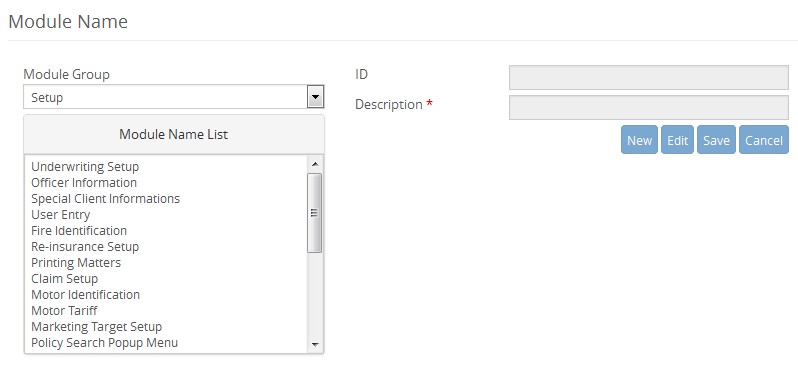 Module Name
Module Group
Setup
Module Name List
Underwriting Setup
Officer Information
Special Client Informations
User Entry
Fire Identification
Re-insurance Setup
Printing Matters
Claim Setup
Motor Identification
Motor Tariff
Marketing Target Setup
Policy Search Popup Menu
ID
Description *
New Edit Save Cancel